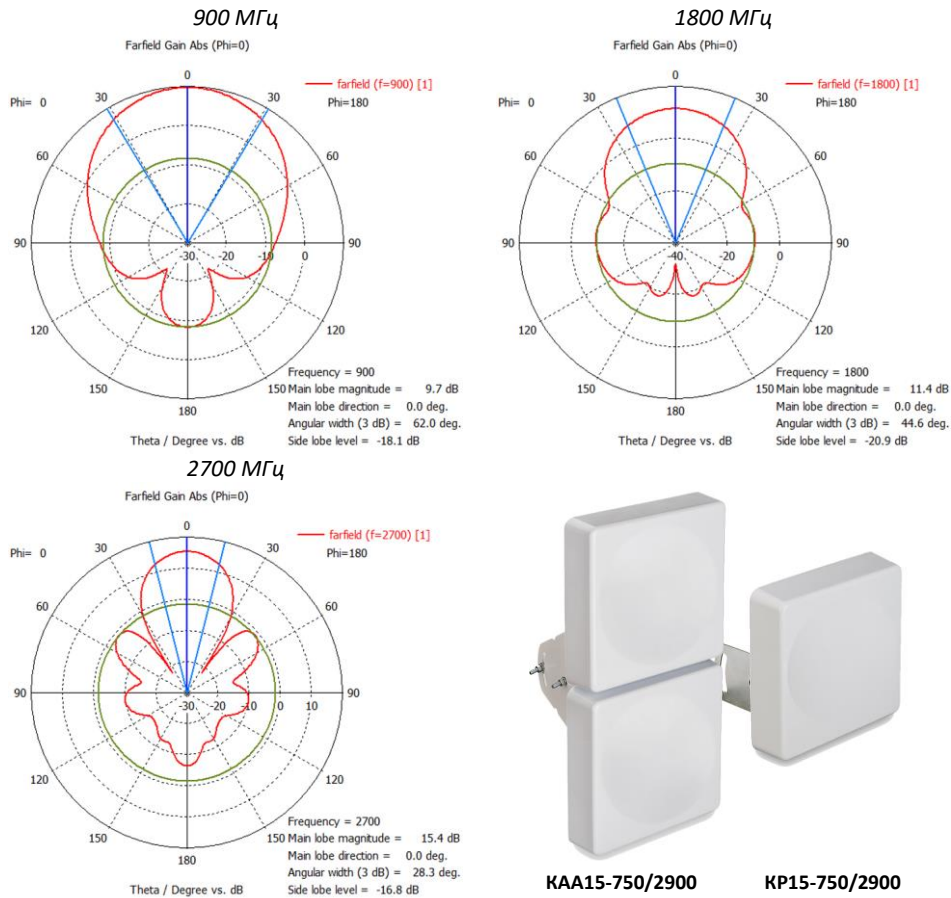 900 МГц
Farfield Gain Abs (Phi=0)
farfield (f=900) [1]
Phi= 0
Phi=180
0
30
30
60
60
90
90
-30
-20
-10
0
120
120
150
150
180
Frequency = 900
Main lobe magnitude = 9.7 dB
Main lobe direction = 0.0 deg.
Angular width (3 dB) = 62.0 deg.
Side lobe level = -18.1 dB
Theta / Degree vs. dB
1800 МГц
Farfield Gain Abs (Phi=0)
farfield (f=1800) [1]
Phi= 0
Phi=180
0
30
30
60
60
90
90
-40
-20
-10
0
120
120
150
150
180
Frequency = 1800
Main lobe magnitude = 11.4 dB
Main lobe direction = 0.0 deg.
Angular width (3 dB) = 44.6 deg.
Side lobe level = -20.9 dB
Theta / Degree vs. dB
2700 МГц
Farfield Gain Abs (Phi=0)
farfield (f=2700) [1]
Phi= 0
Phi=180
0
30
30
60
60
90
90
-30
-10
0
10
120
120
150
150
180
Frequency = 2700
Main lobe magnitude = 15.4 dB
Main lobe direction = 0.0 deg.
Angular width (3 dB) = 28.3 deg.
Side lobe level = -16.8 dB
Theta / Degree vs. dB
КАА15-750/2900
КР15-750/2900